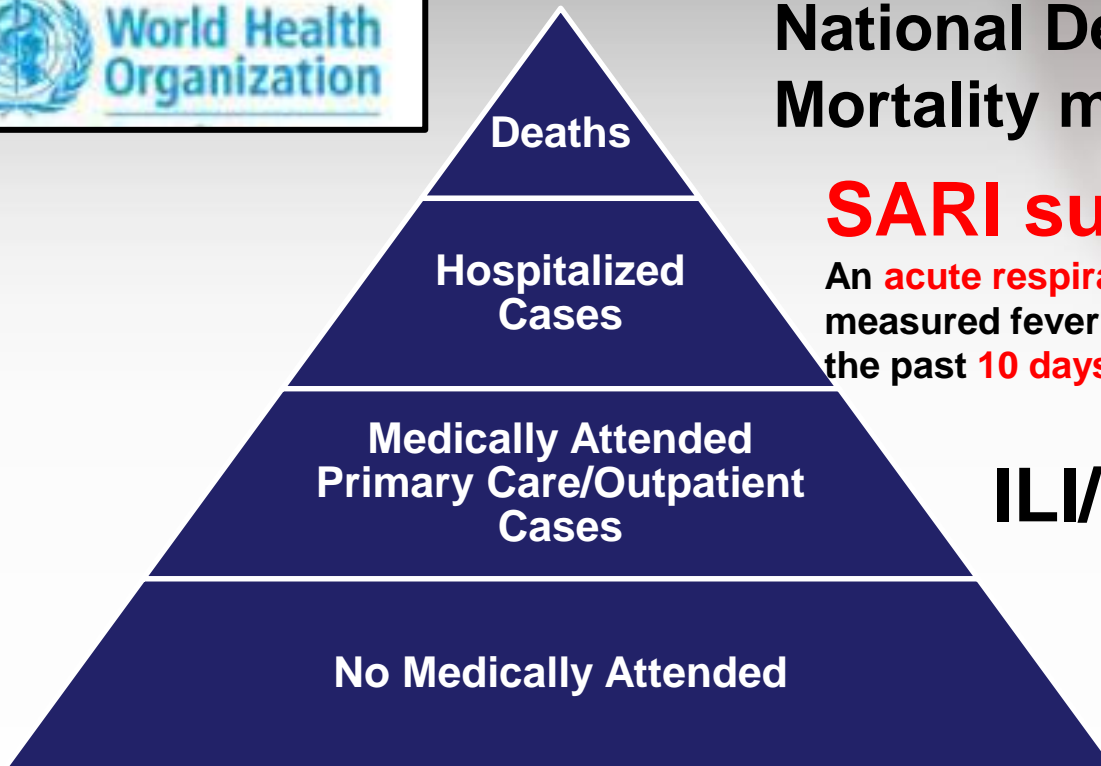 World Health
Organization
National De
Mortality m
Deaths
SARI su
An acute respira
measured fever
the past 10 days
Hospitalized
Cases
Medically Attended
Primary Care/Outpatient
Cases
ILI/
No Medically Attended